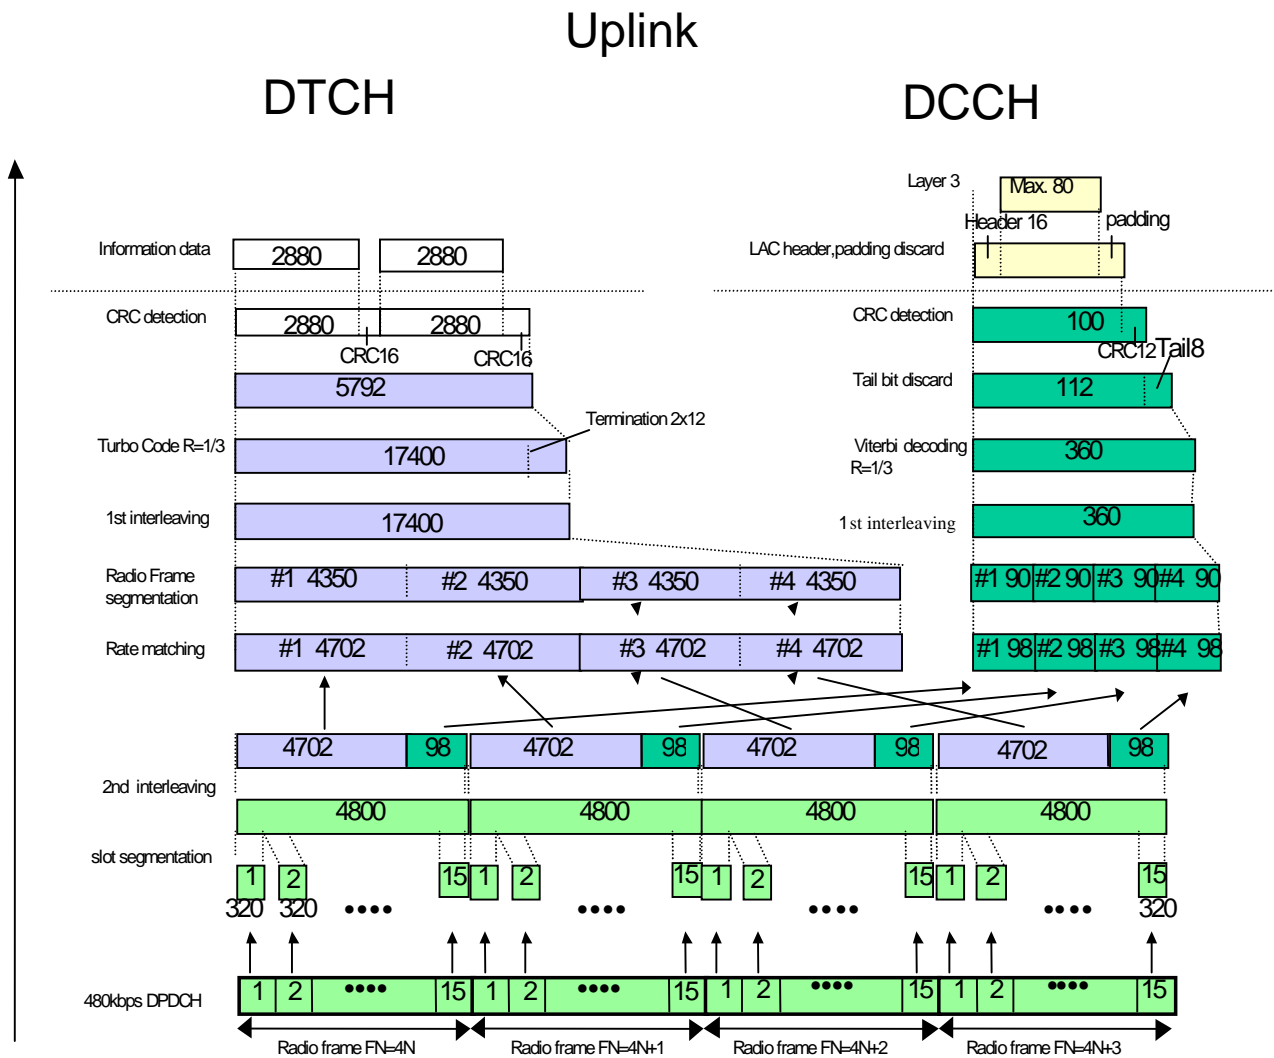 Uplink
DTCH
DCCH
Layer 3
Max. 80
Header 16
padding
Information data
2880
2880
LAC header,padding discard
CRC detection
2880
2880
CRC16
CRC16
CRC detection
100
CRC12
Tail8
5792
Tail bit discard
112
Termination 2x12
Turbo Code R=1/3
17400
Viterbi decoding
R=1/3
360
1st interleaving
17400
1st interleaving
360
Radio Frame
segmentation
#1 4350
#2 4350
#3 4350
#4 4350
#1 90
#2 90
#3 90
#4 90
Rate matching
#1 4702
#2 4702
#3 4702
#4 4702
#1 98
#2 98
#3 98
#4 98
4702
98
4702
98
4702
98
4702
98
2nd interleaving
4800
4800
4800
4800
slot segmentation
1
2
15
1
2
15
1
2
15
1
2
15
320
320
••••
••••
••••
••••
320
480kbps DPDCH
1
2
••••
15
1
2
••••
15
1
2
••••
15
1
2
••••
15
Radio frame FN=4N
Radio frame FN=4N+1
Radio frame FN=4N+2
Radio frame FN=4N+3